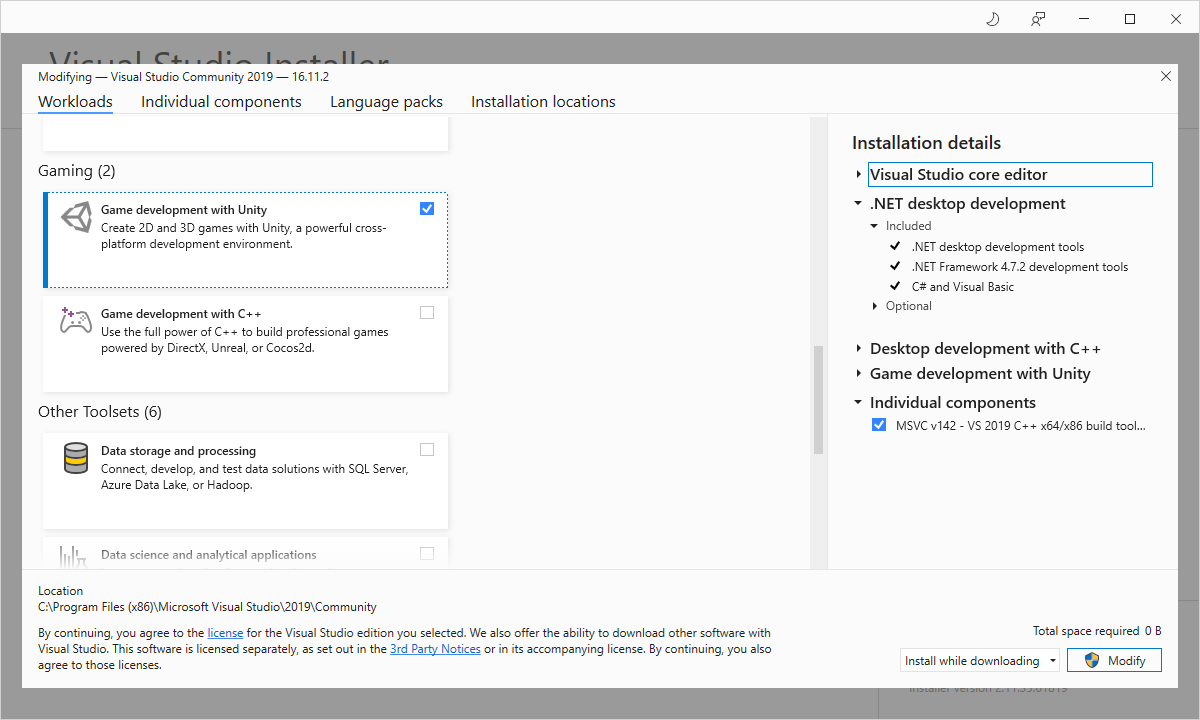 Visual Studio Installer
Modifying — Visual Studio Community 2019 — 16.11.2
Workloads
Individual components
Language packs
Installation locations
Gaming (2)
Game development with Unity
Create 2D and 3D games with Unity, a powerful cross-
platform development environment.
Game development with C++
Use the full power of C++ to build professional games
powered by DirectX, Unreal, or Cocos2d.
Other Toolsets (6)
Data storage and processing
Connect, develop, and test data solutions with SQL Server,
Azure Data Lake, or Hadoop.
Data science and analytical applications
Installation details
Visual Studio core editor
.NET desktop development
Included
.NET desktop development tools
.NET Framework 4.7.2 development tools
C# and Visual Basic
Optional
Desktop development with C++
Game development with Unity
Individual components
MSVC v142 - VS 2019 C++ x64/x86 build tool...
Location
C:\Program Files (x86)\Microsoft Visual Studio\2019\Community
By continuing, you agree to the license for the Visual Studio edition you selected. We also offer the ability to download other software with
Visual Studio. This software is licensed separately, as set out in the 3rd Party Notices or in its accompanying license. By continuing, you also
agree to those licenses.
Total space required 0 B
Install while downloading
Modify
Installer version